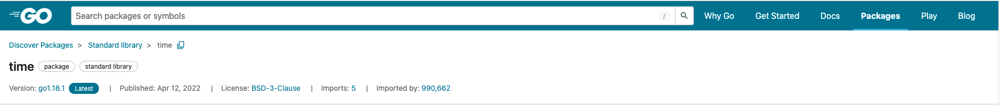 GO Search packages or symbols / Why Go Get Started Docs Packages Play Blog
Discover Packages > Standard library > time
time package standard library
Version: go1.18.1 Latest | Published: Apr 12, 2022 | License: BSD-3-Clause | Imports: 5 | Imported by: 990,662